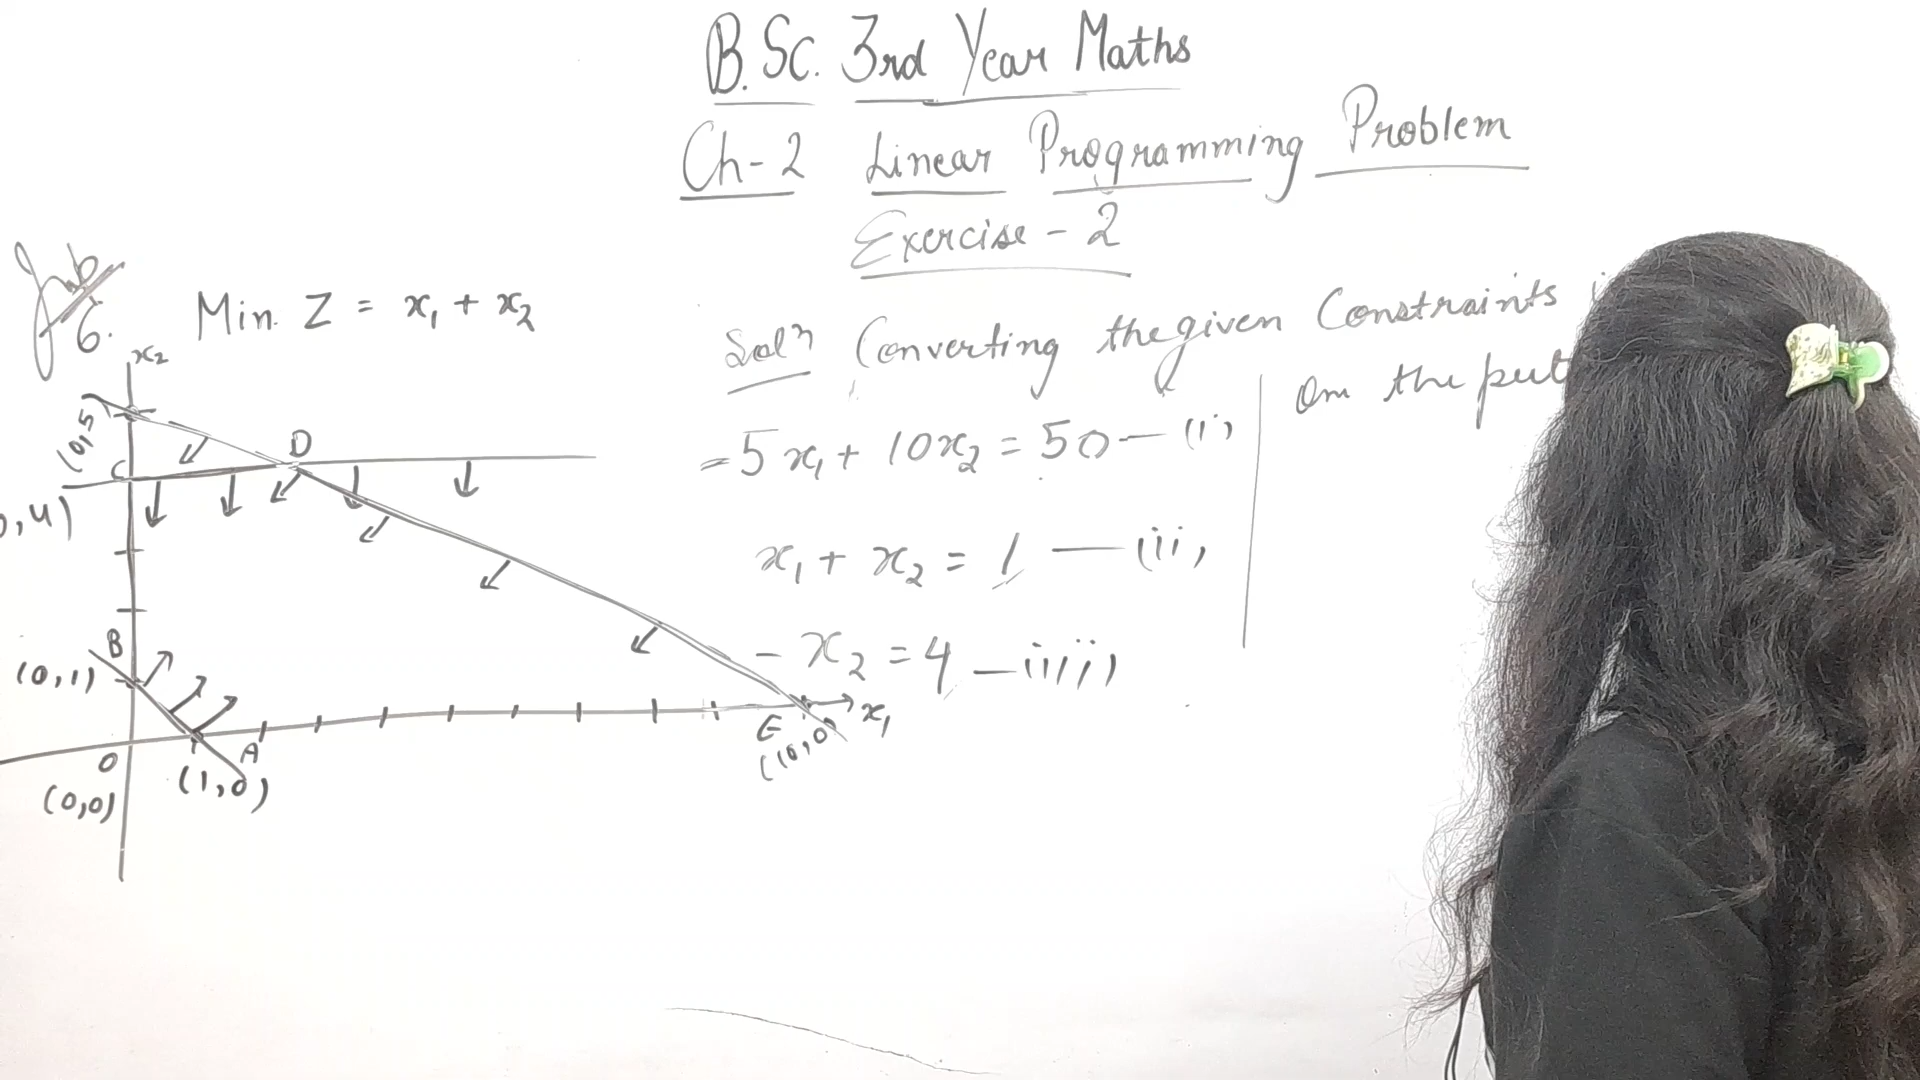 B.Sc. 3rd Year Maths
Ch-2 Linear Programming Problem
Exercise - 2
6. Min. Z = x₁ + x₂
Solⁿ Converting the given Constraints
on the put
5x₁ + 10x₂ = 50 — (i)
x₁ + x₂ = 1 — (ii)
- x₂ = 4 — (iii)
x₂
(0,5)
C
D
,4)
B
(0,1)
O
(0,0)
A
(1,0)
E
(10,0)
x₁